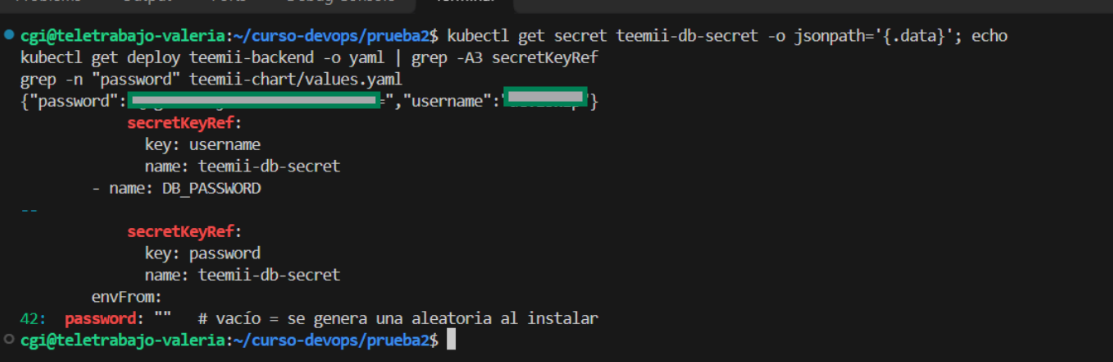 Terminal
cgi@teletrabajo-valeria:~/curso-devops/prueba2$ kubectl get secret teemii-db-secret -o jsonpath='{.data}'; echo
kubectl get deploy teemii-backend -o yaml | grep -A3 secretKeyRef
grep -n "password" teemii-chart/values.yaml
{"password": =","username":" "}
secretKeyRef:
key: username
name: teemii-db-secret
- name: DB_PASSWORD
--
secretKeyRef:
key: password
name: teemii-db-secret
envFrom:
42: password: "" # vacío = se genera una aleatoria al instalar
cgi@teletrabajo-valeria:~/curso-devops/prueba2$